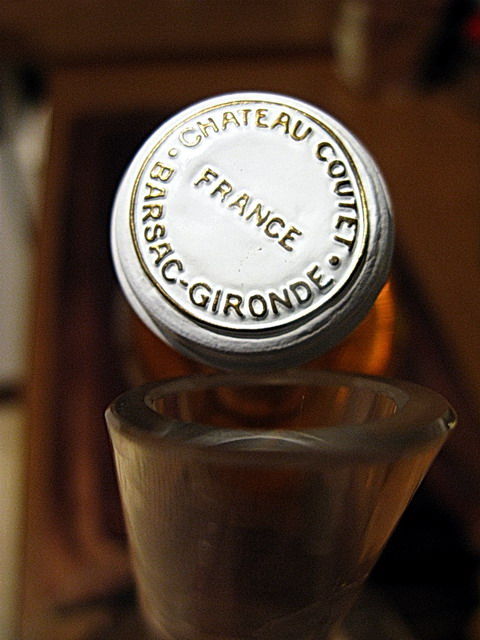 CHATEAU COUTET
• BARSAC-GIRONDE •
FRANCE